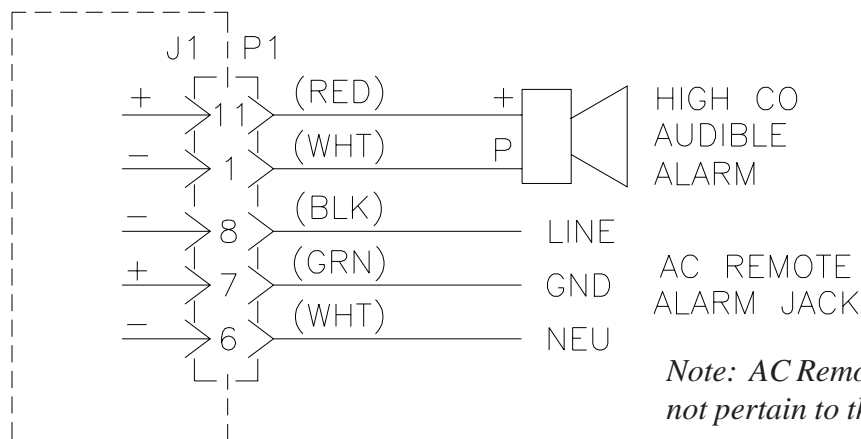 J1 P1
+ 11 (RED) +
HIGH CO
AUDIBLE
ALARM
- 1 (WHT) P
- 8 (BLK) LINE
+ 7 (GRN) GND
AC REMOTE
ALARM JACK
- 6 (WHT) NEU
Note: AC Remo
not pertain to th